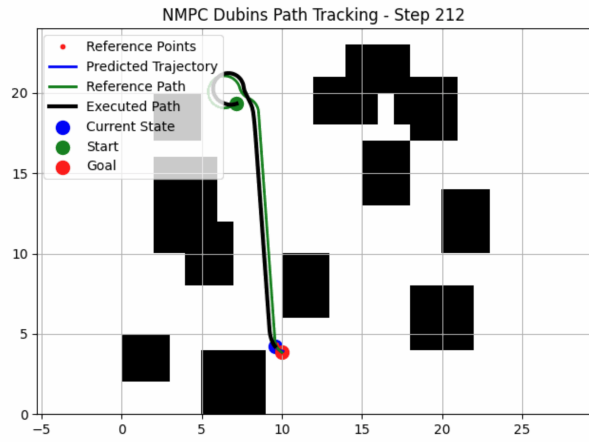 NMPC Dubins Path Tracking - Step 212
Reference Points
Predicted Trajectory
Reference Path
Executed Path
Current State
Start
Goal
20
15
10
5
0
−5
0
5
10
15
20
25